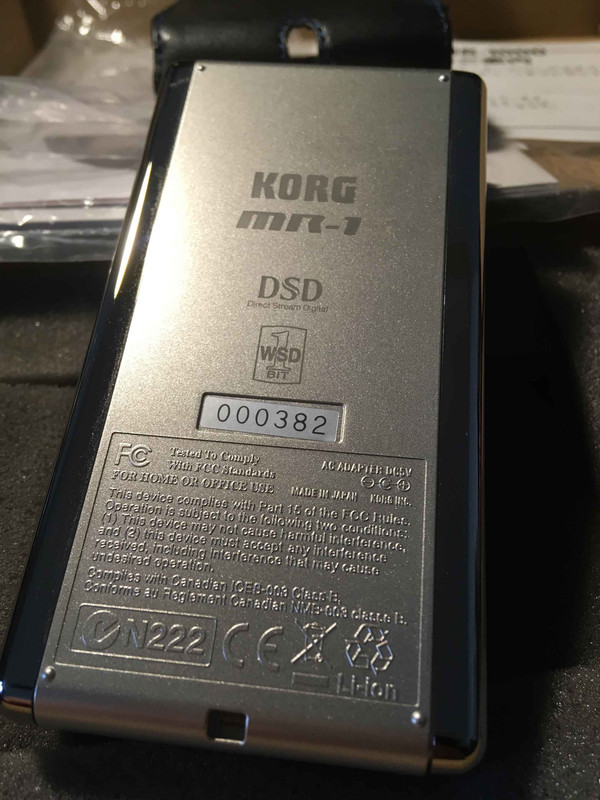 KORG
MR-1
DSD
Direct Stream Digital
WSD
1
BIT
000382
FC Tested To Comply
With FCC Standards
FOR HOME OR OFFICE USE
AC ADAPTER DC5V
MADE IN JAPAN KORG INC.
This device complies with Part 15 of the FCC Rules.
Operation is subject to the following two conditions:
(1) This device may not cause harmful interference,
and (2) this device must accept any interference
received, including interference that may cause
undesired operation.
Complies with Canadian ICES-003 Class B.
Conforme au Reglement Canadian NMB-003 classe B.
N222 CE
Li-ion